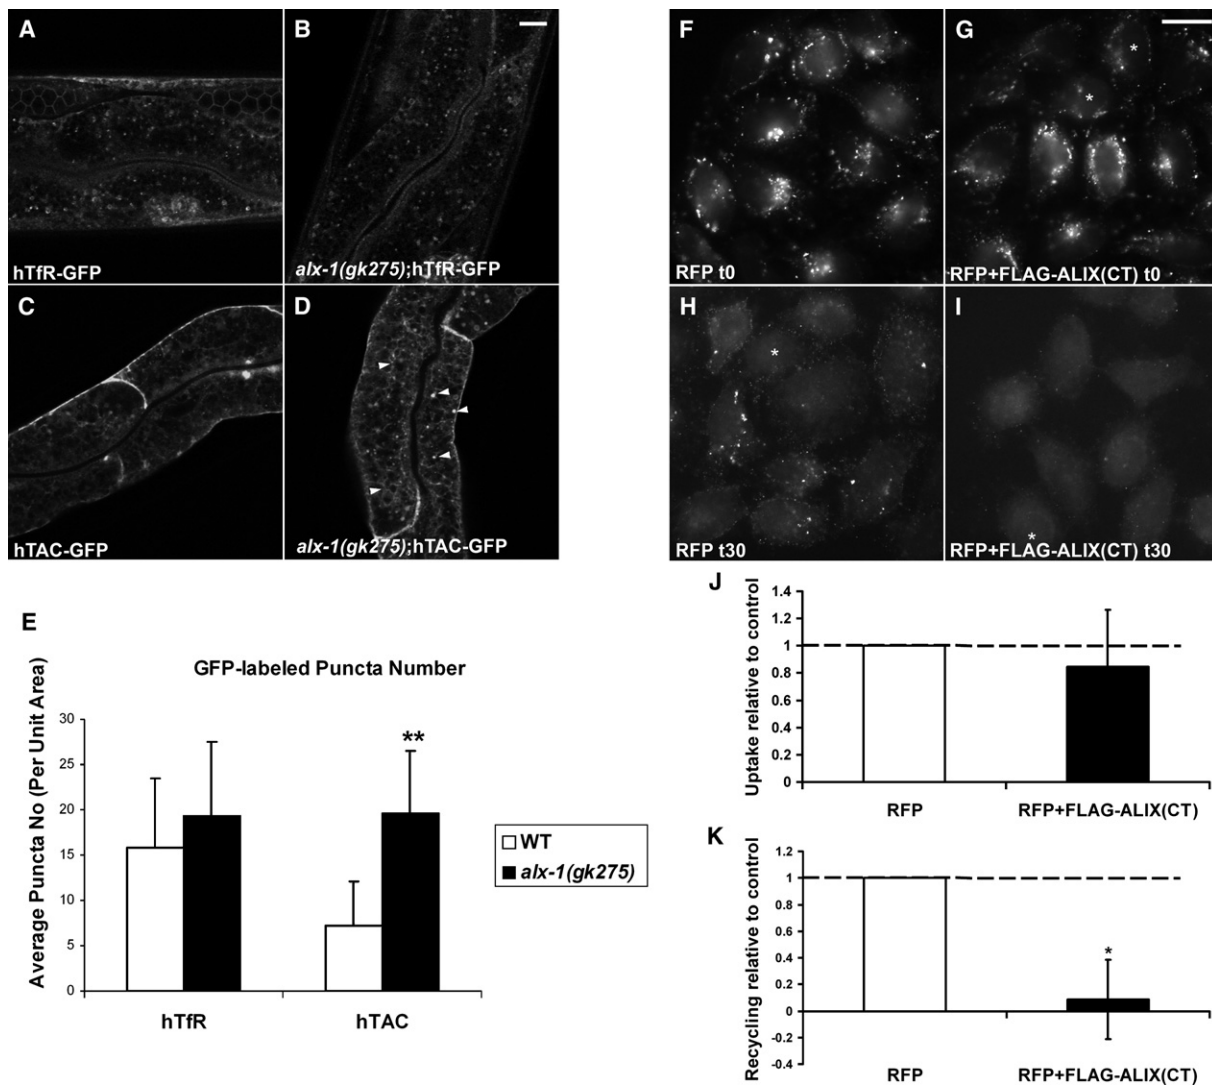 A
hTfR-GFP
B
alx-1(gk275);hTfR-GFP
C
hTAC-GFP
D
alx-1(gk275);hTAC-GFP
E
GFP-labeled Puncta Number
Average Puncta No (Per Unit Area)
30
25
20
15
10
5
0
**
hTfR
hTAC
WT
alx-1(gk275)
F
RFP t0
G
*
*
RFP+FLAG-ALIX(CT) t0
H
*
RFP t30
I
*
RFP+FLAG-ALIX(CT) t30
J
Uptake relative to control
1.4
1.2
1
0.8
0.6
0.4
0.2
0
RFP
RFP+FLAG-ALIX(CT)
K
Recycling relative to control
1.2
1
0.8
0.6
0.4
0.2
0
-0.2
-0.4
*
RFP
RFP+FLAG-ALIX(CT)